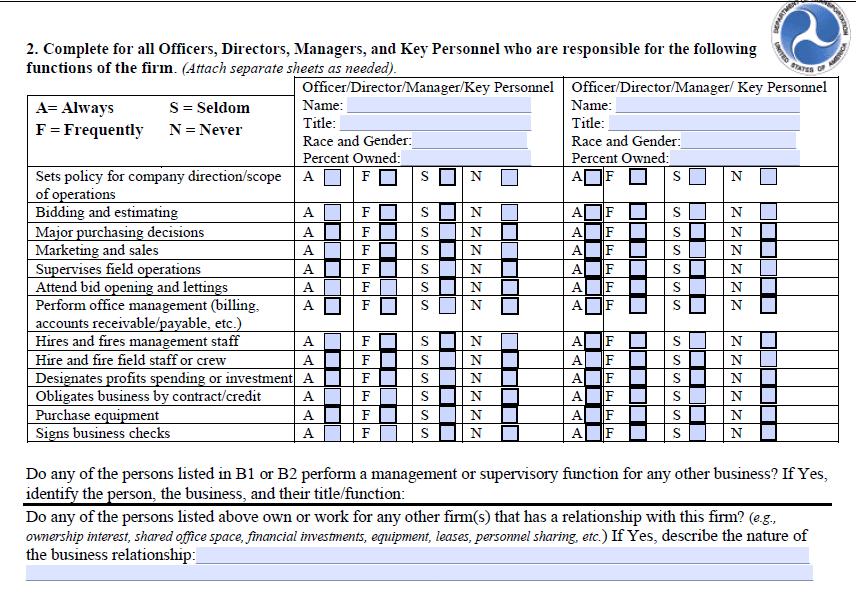 DEPARTMENT OF TRANSPORTATION
UNITED STATES OF AMERICA
2. Complete for all Officers, Directors, Managers, and Key Personnel who are responsible for the following
functions of the firm. (Attach separate sheets as needed).
A= Always S = Seldom
F = Frequently N = Never
Officer/Director/Manager/Key Personnel
Name:
Title:
Race and Gender:
Percent Owned:
Officer/Director/Manager/ Key Personnel
Name:
Title:
Race and Gender:
Percent Owned:
Sets policy for company direction/scope A F S N A F S N
of operations
Bidding and estimating A F S N A F S N
Major purchasing decisions A F S N A F S N
Marketing and sales A F S N A F S N
Supervises field operations A F S N A F S N
Attend bid opening and lettings A F S N A F S N
Perform office management (billing, A F S N A F S N
accounts receivable/payable, etc.)
Hires and fires management staff A F S N A F S N
Hire and fire field staff or crew A F S N A F S N
Designates profits spending or investment A F S N A F S N
Obligates business by contract/credit A F S N A F S N
Purchase equipment A F S N A F S N
Signs business checks A F S N A F S N
Do any of the persons listed in B1 or B2 perform a management or supervisory function for any other business? If Yes,
identify the person, the business, and their title/function:
Do any of the persons listed above own or work for any other firm(s) that has a relationship with this firm? (e.g.,
ownership interest, shared office space, financial investments, equipment, leases, personnel sharing, etc.) If Yes, describe the nature of
the business relationship: